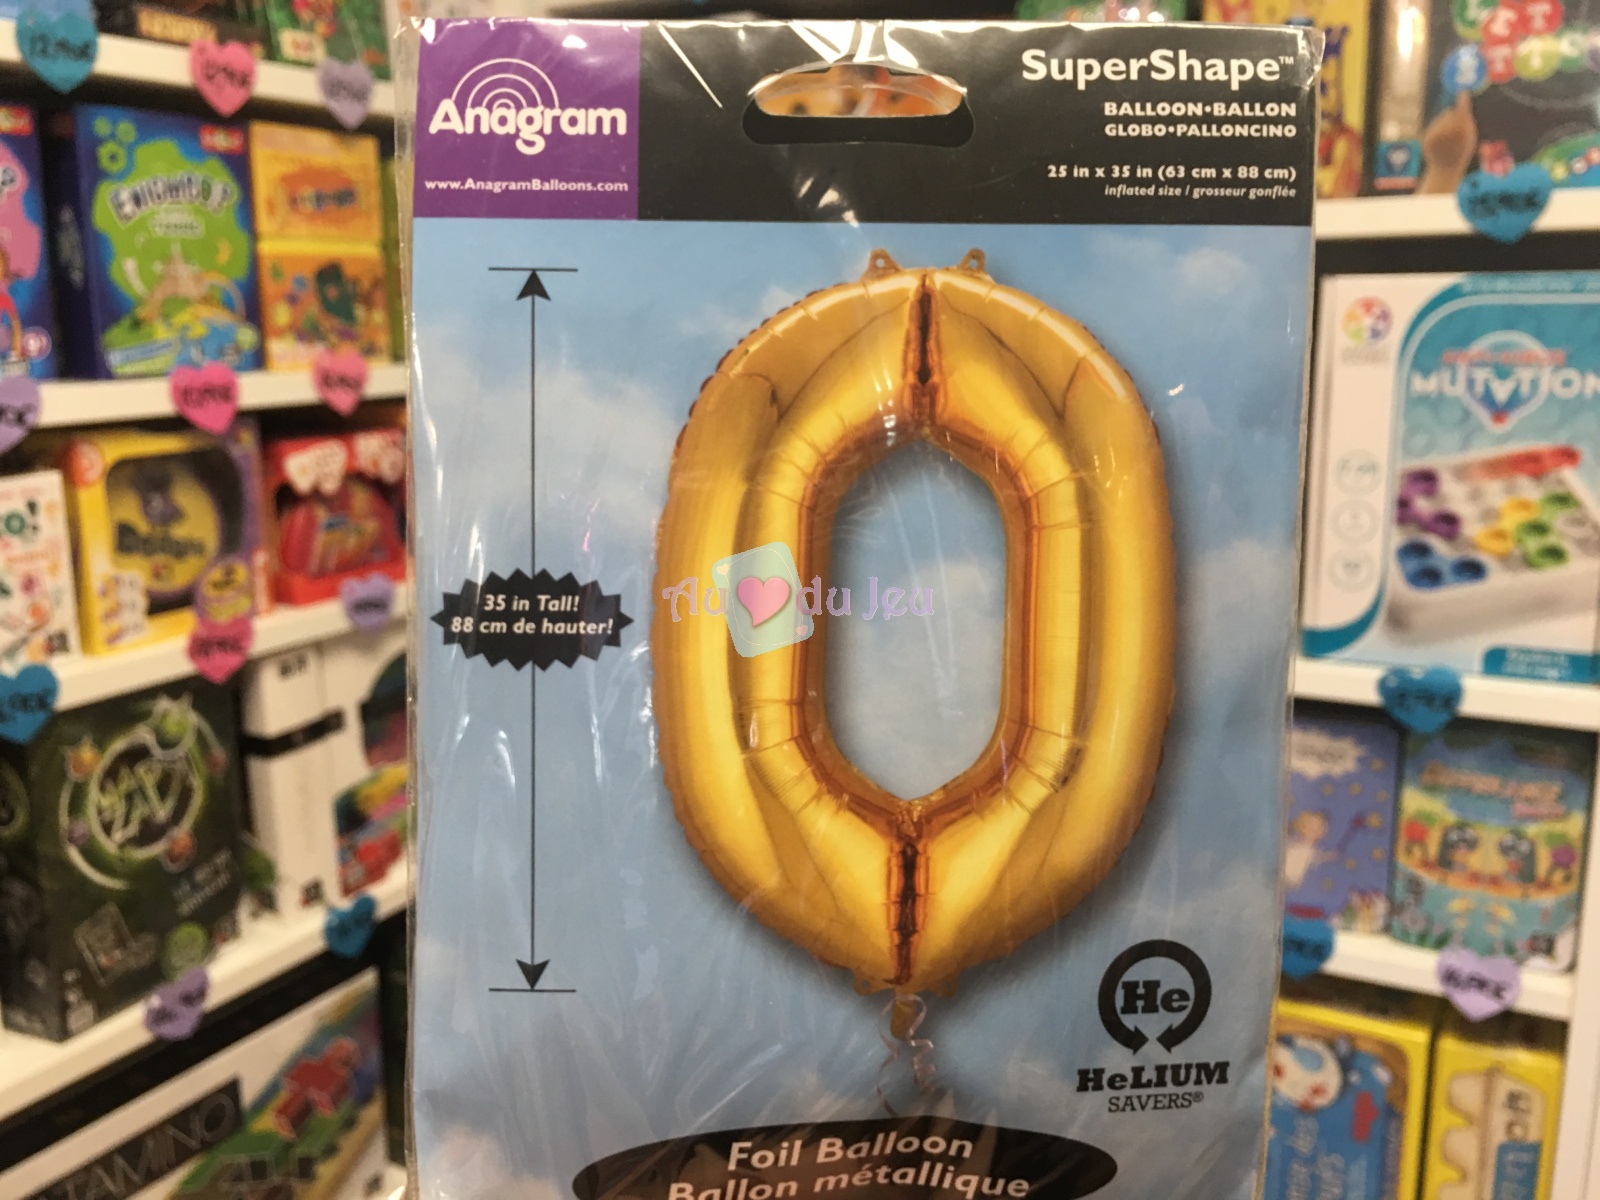 Anagram
www.AnagramBalloons.com
SuperShape™
BALLOON•BALLON
GLOBO•PALLONCINO
25 in x 35 in (63 cm x 88 cm)
inflated size / grosseur gonflée
35 in Tall!
88 cm de hauter!
Au du Jeu
He
HeLIUM
SAVERS®
Foil Balloon
Ballon métallique
MUTATION